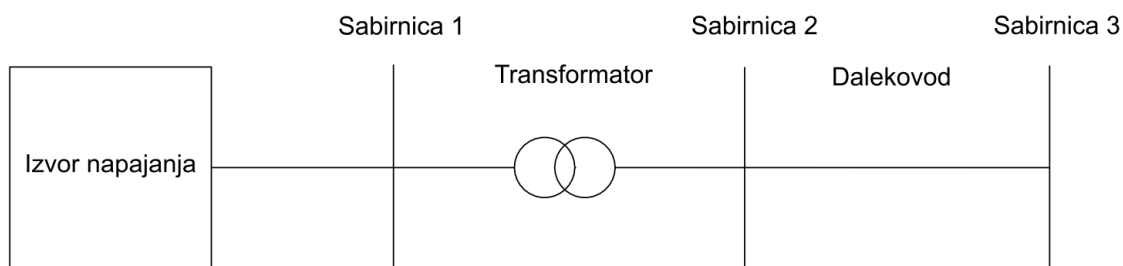 Sabirnica 1
Sabirnica 2
Sabirnica 3
Transformator
Dalekovod
Izvor napajanja